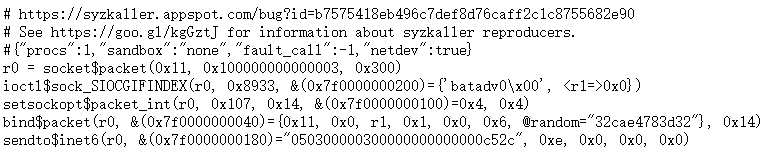 # https://syzkaller.appspot.com/bug?id=b7575418eb496c7def8d76caff2c1c8755682e90
# See https://goo.gl/kgGztJ for information about syzkaller reproducers.
#{"procs":1,"sandbox":"none","fault_call":-1,"netdev":true}
r0 = socket$packet(0x11, 0x100000000000003, 0x300)
ioctl$sock_SIOCGIFINDEX(r0, 0x8933, &(0x7f0000000200)={'batadv0\x00', <r1=>0x0})
setsockopt$packet_int(r0, 0x107, 0x14, &(0x7f0000000100)=0x4, 0x4)
bind$packet(r0, &(0x7f0000000040)={0x11, 0x0, r1, 0x1, 0x0, 0x6, @random="32cae4783d32"}, 0x14)
sendto$inet6(r0, &(0x7f0000000180)="050300000300000000000000c52c", 0xe, 0x0, 0x0, 0x0)